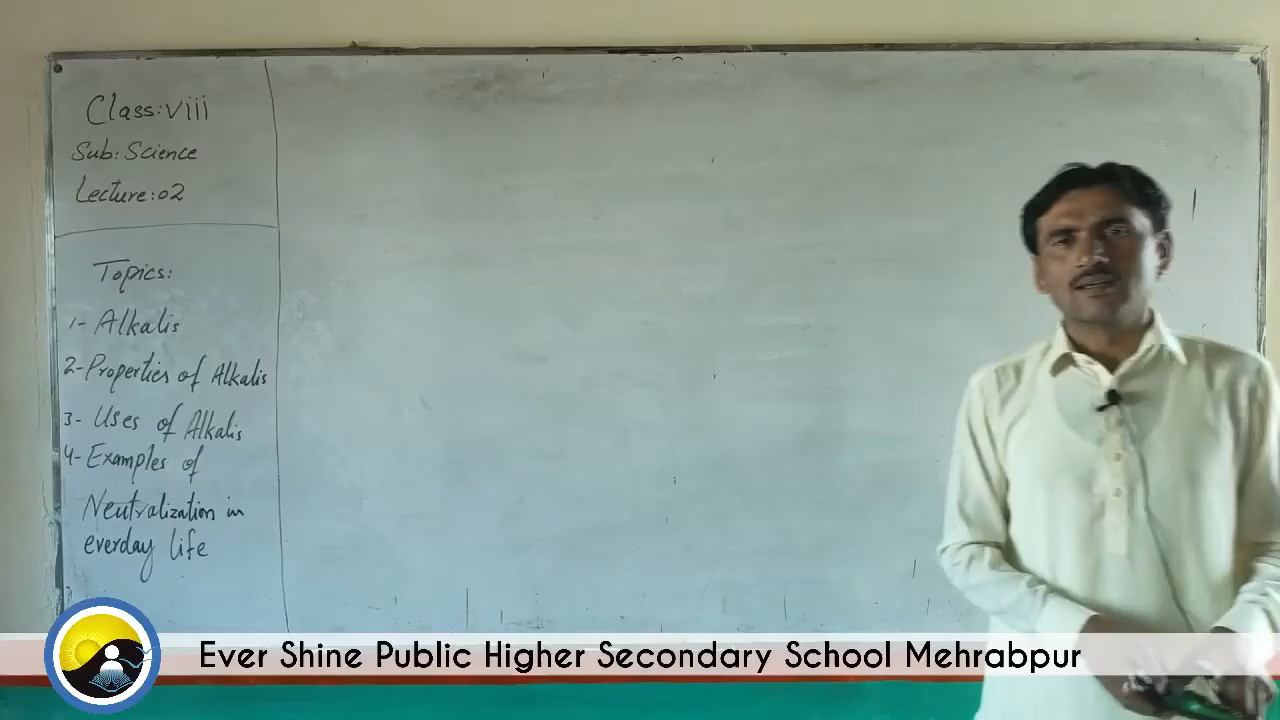 Class: viii
Sub: Science
Lecture: 02
Topics:
1- Alkalis
2- Properties of Alkalis
3- Uses of Alkalis
4- Examples of
Neutralization in
everday life
Ever Shine Public Higher Secondary School Mehrabpur